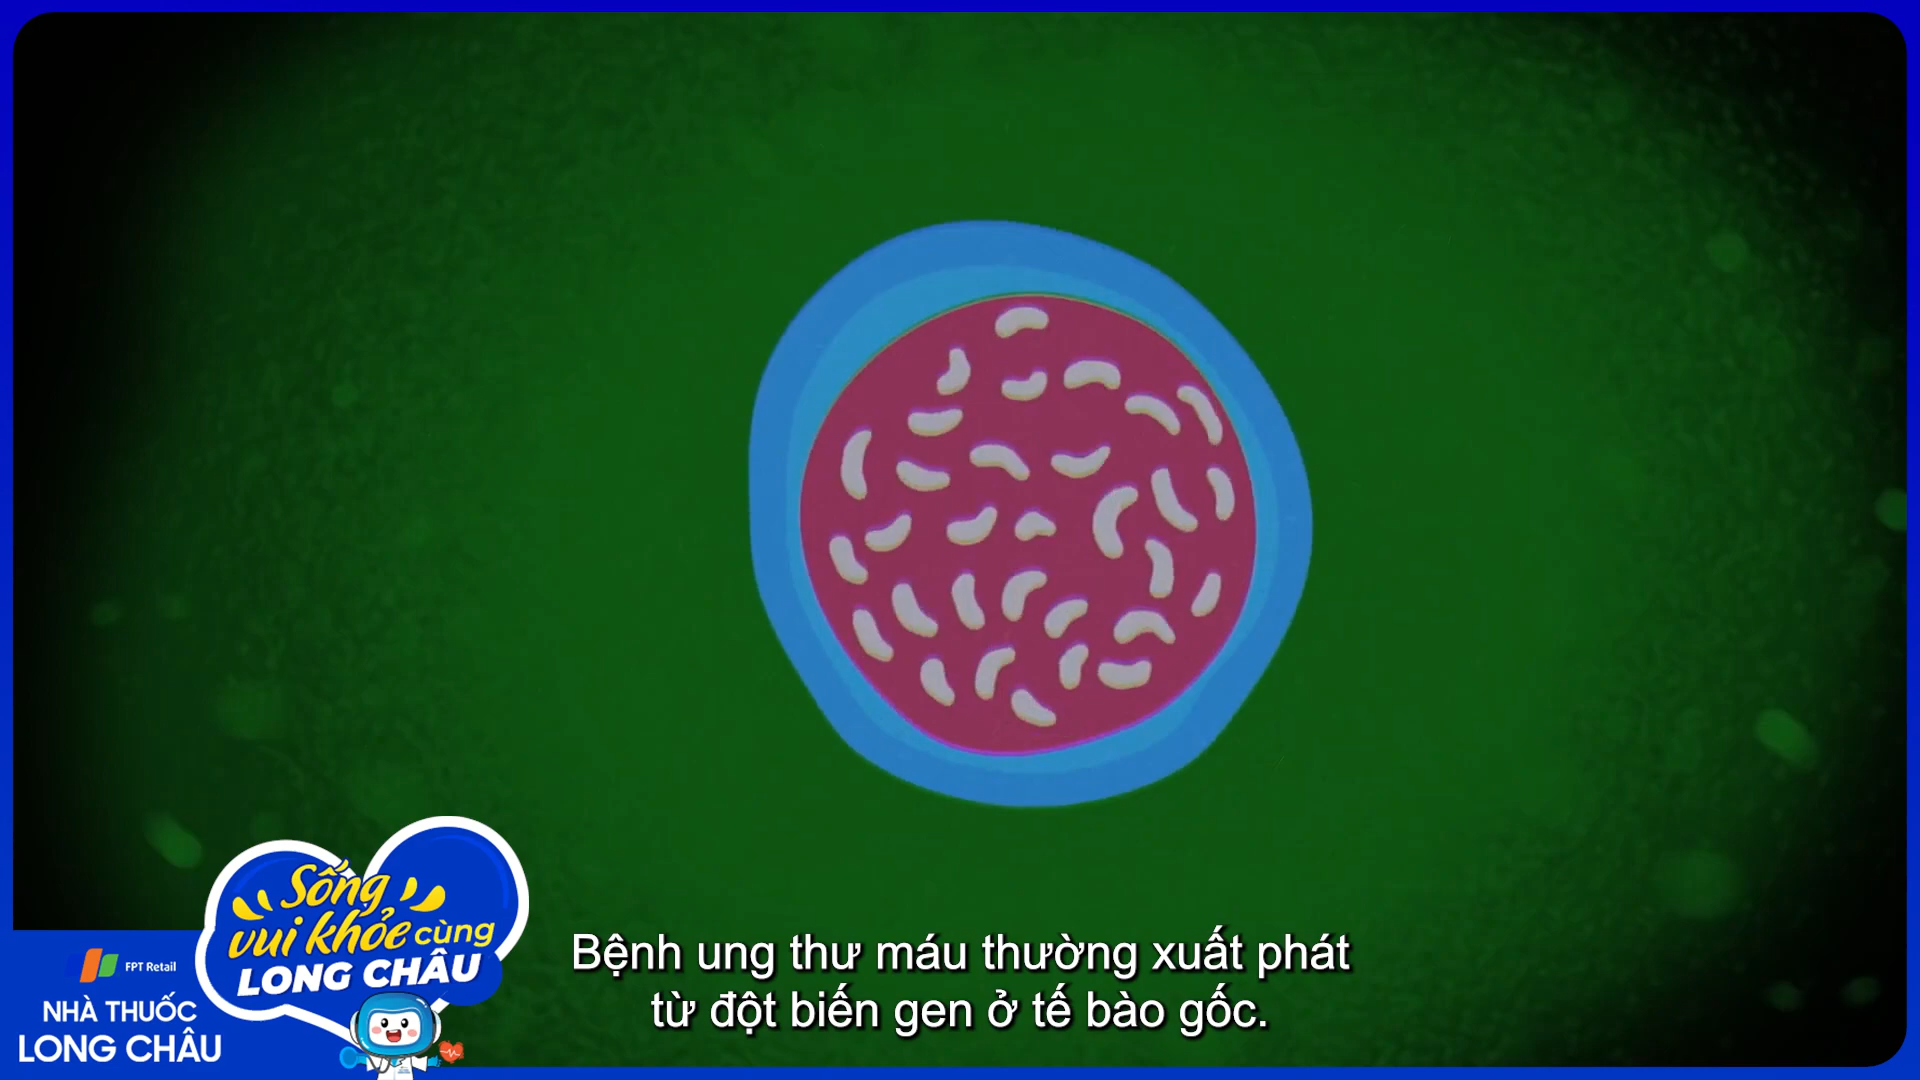 Sống
vui khỏe cùng
LONG CHÂU
FPT Retail
NHÀ THUỐC
LONG CHÂU
Bệnh ung thư máu thường xuất phát
từ đột biến gen ở tế bào gốc.